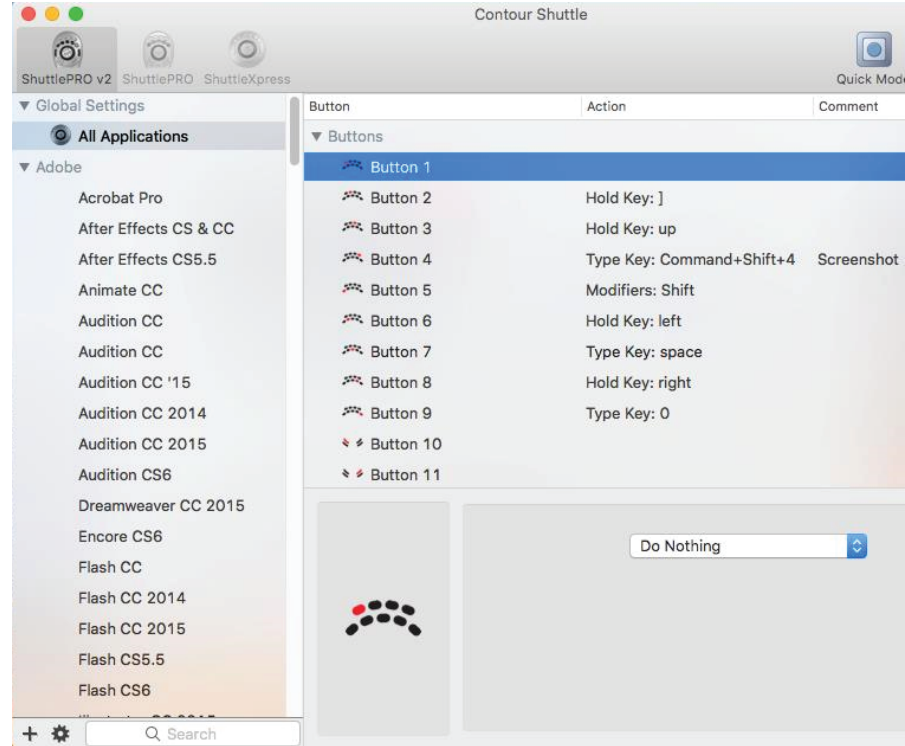 Contour Shuttle
ShuttlePRO v2 ShuttlePRO ShuttleXpress
Quick Mode
Global Settings
All Applications
Adobe
Acrobat Pro
After Effects CS & CC
After Effects CS5.5
Animate CC
Audition CC
Audition CC
Audition CC '15
Audition CC 2014
Audition CC 2015
Audition CS6
Dreamweaver CC 2015
Encore CS6
Flash CC
Flash CC 2014
Flash CC 2015
Flash CS5.5
Flash CS6
Search
Button Action Comment
Buttons
Button 1
Button 2 Hold Key: ]
Button 3 Hold Key: up
Button 4 Type Key: Command+Shift+4 Screenshot
Button 5 Modifiers: Shift
Button 6 Hold Key: left
Button 7 Type Key: space
Button 8 Hold Key: right
Button 9 Type Key: 0
Button 10
Button 11
Do Nothing